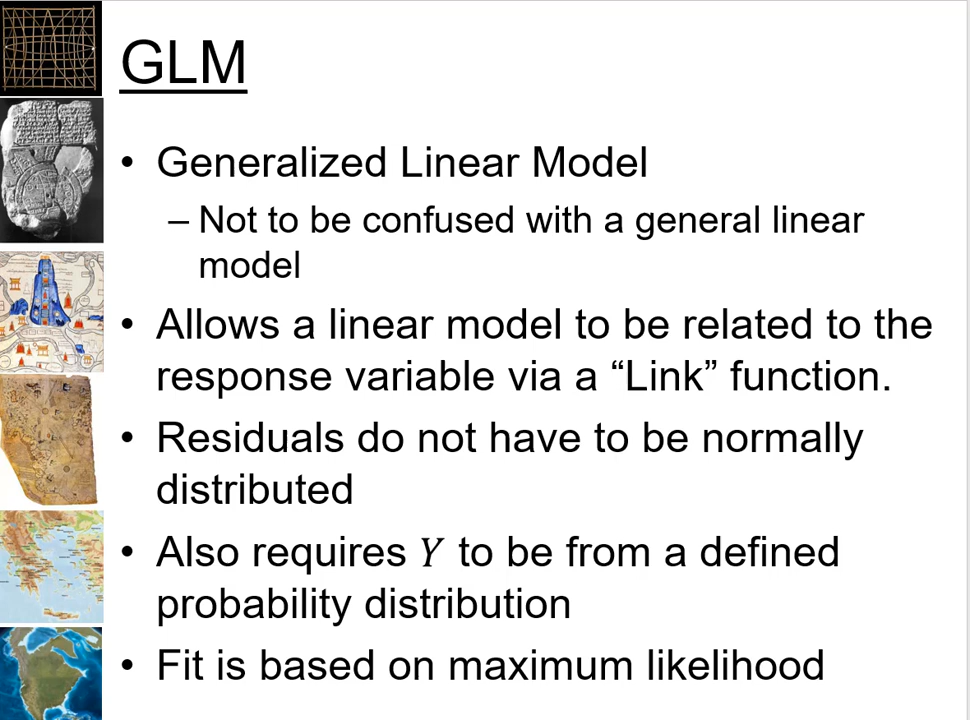 GLM
• Generalized Linear Model
– Not to be confused with a general linear
model
• Allows a linear model to be related to the
response variable via a “Link” function.
• Residuals do not have to be normally
distributed
• Also requires 𝑌 to be from a defined
probability distribution
• Fit is based on maximum likelihood